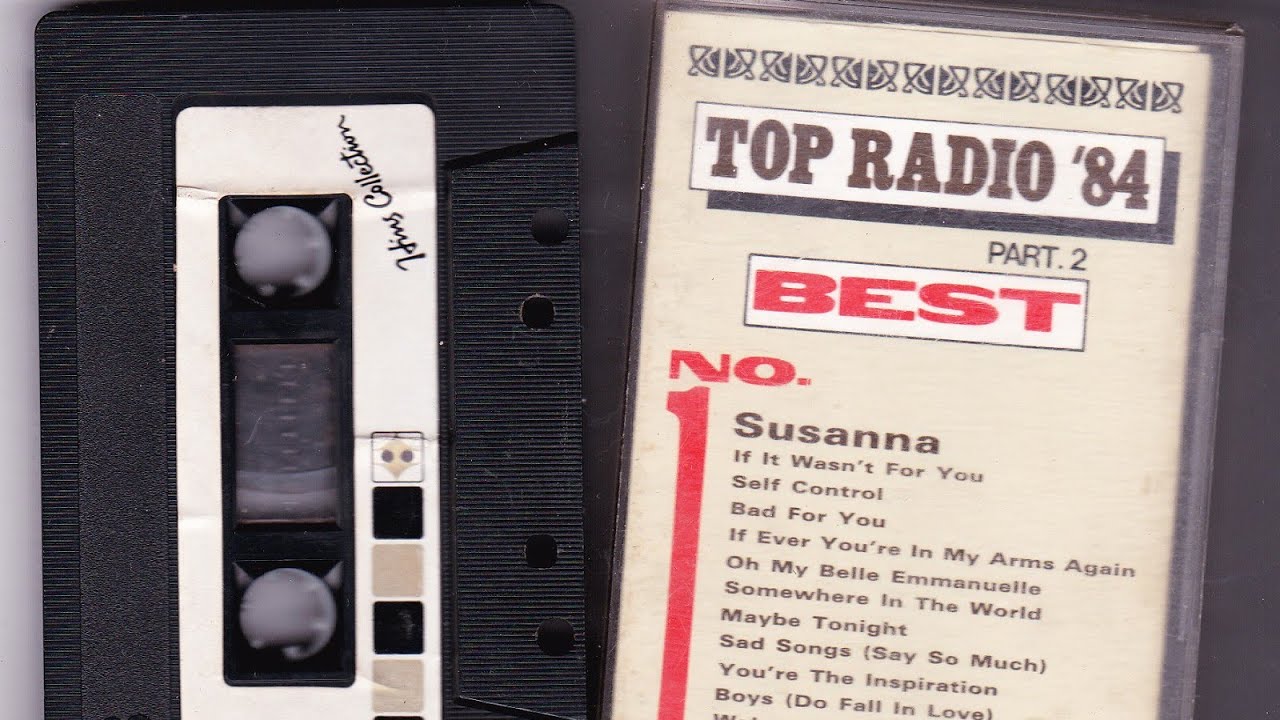 Collection
TOP RADIO '84
PART. 2
BEST
NO.
1
Susanna
If It Wasn't For You
Self Control
Bad For You
If Ever You're In My Arms Again
Oh My Belle Emmanuelle
Somewhere In The World
Maybe Tonight
Sad Songs (Say So Much)
You're The Inspiration
Boys (Do Fall In Love)